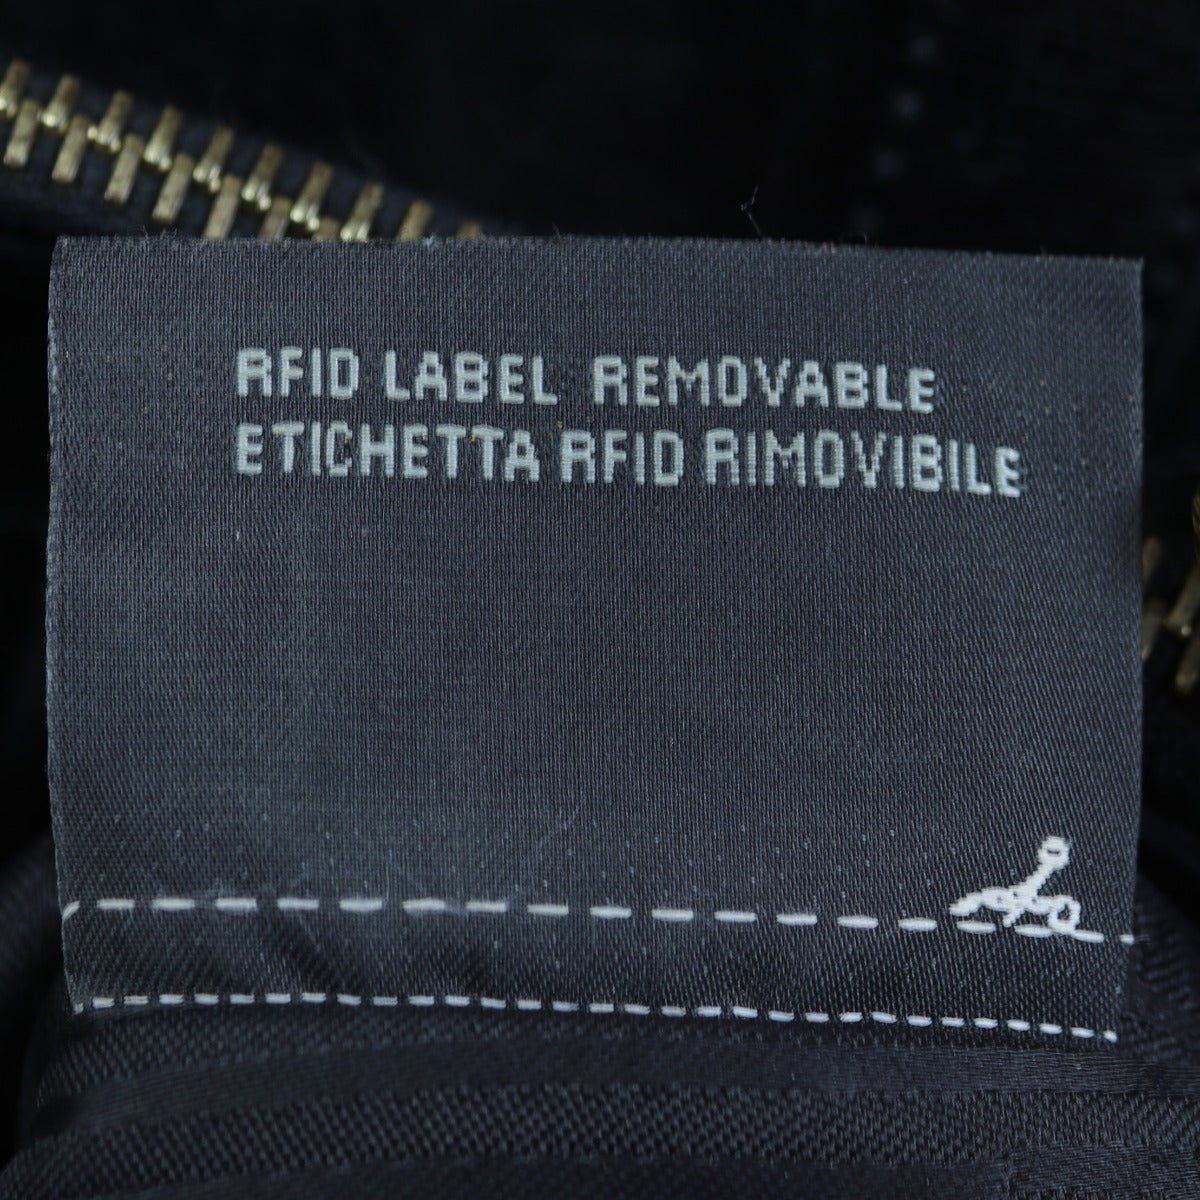 RFID LABEL REMOVABLE
ETICHETTA RFID RIMOVIBILE